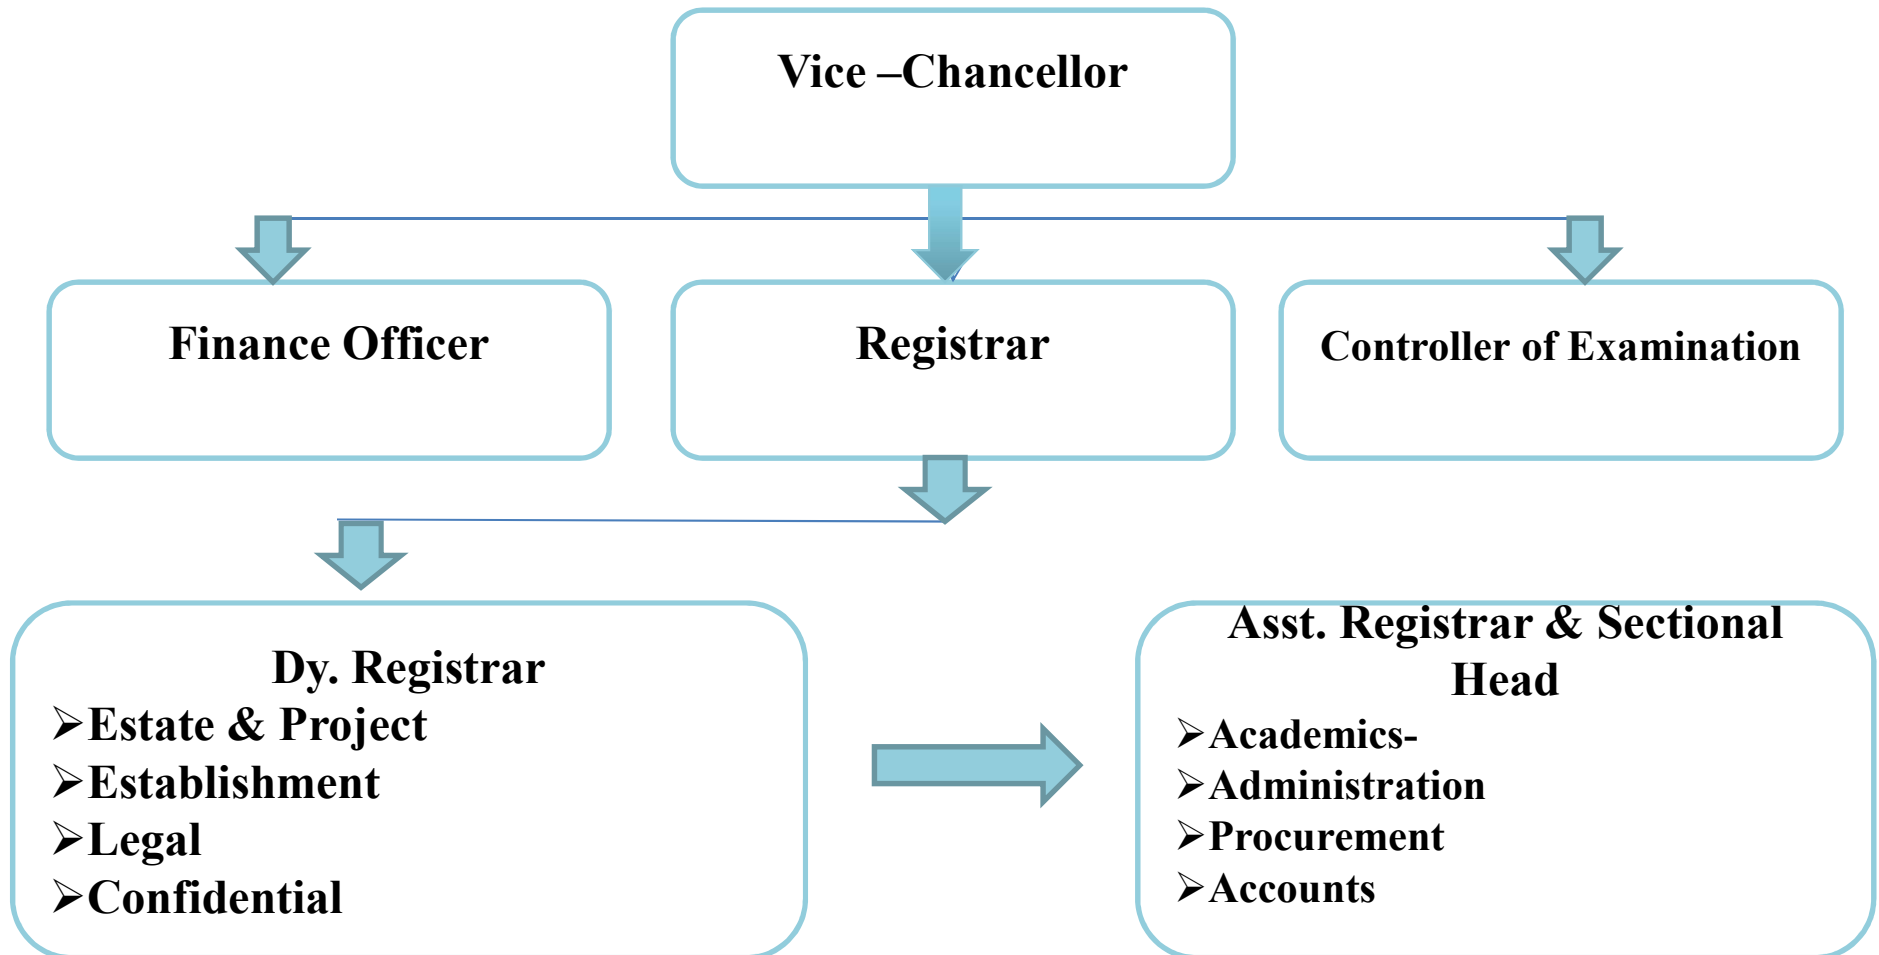 Vice –Chancellor
Finance Officer
Registrar
Controller of Examination
Dy. Registrar
➢Estate & Project
➢Establishment
➢Legal
➢Confidential
Asst. Registrar & Sectional
Head
➢Academics-
➢Administration
➢Procurement
➢Accounts